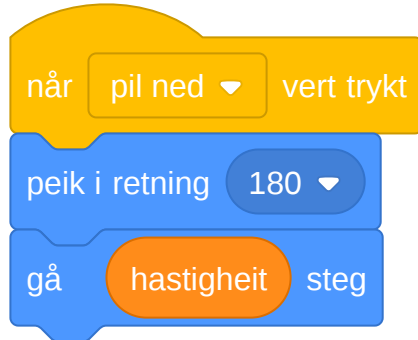 når pil ned vert trykt
peik i retning 180
gå hastigheit steg